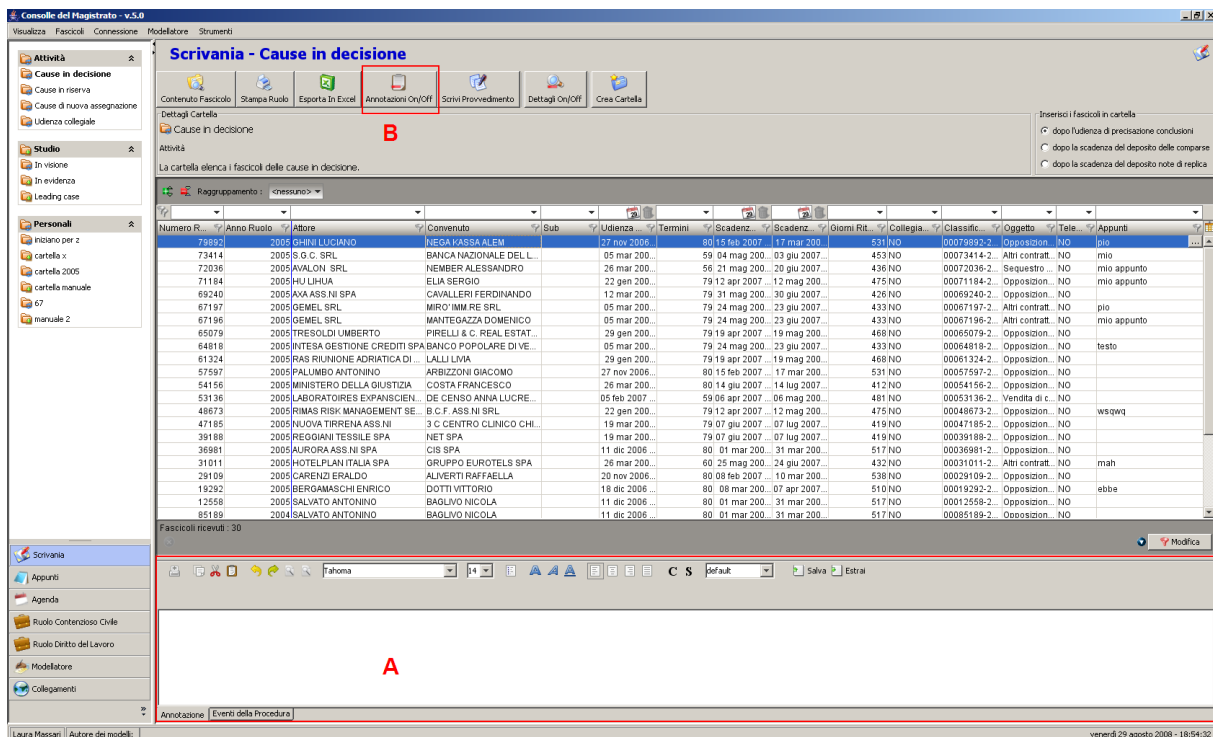 Consolle del Magistrato - v.5.0
Visualizza Fascicoli Connessione Modellatore Strumenti
Attività
Cause in decisione
Cause in riserva
Cause di nuova assegnazione
Udienza collegiale
Studio
In visione
In evidenza
Leading case
Personali
iniziano per z
cartella x
cartella 2005
cartella manuale
67
manuale 2
Scrivania
Appunti
Agenda
Ruolo Contenzioso Civile
Ruolo Diritto del Lavoro
Modellatore
Collegamenti
Scrivania - Cause in decisione
Contenuto Fascicolo Stampa Ruolo Esporta In Excel Annotazioni On/Off Scrivi Provvedimento Dettagli On/Off Crea Cartella
B
Dettagli Cartella
Cause in decisione
Attività
La cartella elenca i fascicoli delle cause in decisione.
Inserisci i fascicoli in cartella
dopo l'udienza di precisazione conclusioni
dopo la scadenza del deposito delle comparse
dopo la scadenza del deposito note di replica
Raggruppamento : <nessuno>
Numero R... Anno Ruolo Attore Convenuto Sub Udienza ... Termini Scadenz... Scadenz... Giorni Rit... Collegia... Classific... Oggetto Tele... Appunti
79892 2005 GHINI LUCIANO NEGA KASSA ALEM 27 nov 2006... 80 15 feb 2007 ... 17 mar 200... 531 NO 00079892-2... Opposizion... NO pio ...
73414 2005 S.G.C. SRL BANCA NAZIONALE DEL L... 05 mar 200... 59 04 mag 200... 03 giu 2007... 453 NO 00073414-2... Altri contratt... NO mio
72036 2005 AVALON SRL NEMBER ALESSANDRO 26 mar 200... 56 21 mag 200... 20 giu 2007... 436 NO 00072036-2... Sequestro ... NO mio appunto
71184 2005 HU LIHUA ELIA SERGIO 22 gen 200... 79 12 apr 2007 ... 12 mag 200... 475 NO 00071184-2... Opposizion... NO mio appunto
69240 2005 AXA ASS.NI SPA CAVALLERI FERDINANDO 12 mar 200... 79 31 mag 200... 30 giu 2007... 426 NO 00069240-2... Opposizion... NO
67197 2005 GEMEL SRL MIRO' IMM.RE SRL 05 mar 200... 79 24 mag 200... 23 giu 2007... 433 NO 00067197-2... Altri contratt... NO pio
67196 2005 GEMEL SRL MANTEGAZZA DOMENICO 05 mar 200... 79 24 mag 200... 23 giu 2007... 433 NO 00067196-2... Altri contratt... NO mio appunto
65079 2005 TRESOLDI UMBERTO PIRELLI & C. REAL ESTAT... 29 gen 200... 79 19 apr 2007 ... 19 mag 200... 468 NO 00065079-2... Opposizion... NO
64818 2005 INTESA GESTIONE CREDITI SPA BANCO POPOLARE DI VE... 05 mar 200... 79 24 mag 200... 23 giu 2007... 433 NO 00064818-2... Opposizion... NO testo
61324 2005 RAS RIUNIONE ADRIATICA DI ... LALLI LIVIA 29 gen 200... 79 19 apr 2007 ... 19 mag 200... 468 NO 00061324-2... Opposizion... NO
57597 2005 PALUMBO ANTONINO ARBIZZONI GIACOMO 27 nov 2006... 80 15 feb 2007 ... 17 mar 200... 531 NO 00057597-2... Opposizion... NO
54156 2005 MINISTERO DELLA GIUSTIZIA COSTA FRANCESCO 26 mar 200... 80 14 giu 2007 ... 14 lug 2007... 412 NO 00054156-2... Opposizion... NO
53136 2005 LABORATOIRES EXPANSCIEN... DE CENSO ANNA LUCRE... 05 feb 2007 ... 59 06 apr 2007 ... 06 mag 200... 481 NO 00053136-2... Vendita di c... NO
48673 2005 RIMAS RISK MANAGEMENT SE... B.C.F. ASS.NI SRL 22 gen 200... 79 12 apr 2007 ... 12 mag 200... 475 NO 00048673-2... Opposizion... NO wsqwq
47185 2005 NUOVA TIRRENA ASS.NI 3 C CENTRO CLINICO CHI... 19 mar 200... 79 07 giu 2007 ... 07 lug 2007... 419 NO 00047185-2... Opposizion... NO
39188 2005 REGGIANI TESSILE SPA NET SPA 19 mar 200... 79 07 giu 2007 ... 07 lug 2007... 419 NO 00039188-2... Opposizion... NO
36981 2005 AURORA ASS.NI SPA CIS SPA 11 dic 2006 ... 80 01 mar 200... 31 mar 200... 517 NO 00036981-2... Opposizion... NO
31011 2005 HOTELPLAN ITALIA SPA GRUPPO EUROTELS SPA 26 mar 200... 60 25 mag 200... 24 giu 2007... 432 NO 00031011-2... Altri contratt... NO mah
29109 2005 CARENZI ERALDO ALIVERTI RAFFAELLA 20 nov 2006... 80 08 feb 2007 ... 10 mar 200... 538 NO 00029109-2... Opposizion... NO
19292 2005 BERGAMASCHI ENRICO DOTTI VITTORIO 18 dic 2006 ... 80 08 mar 200... 07 apr 2007... 510 NO 00019292-2... Opposizion... NO ebbe
12558 2005 SALVATO ANTONINO BAGLIVO NICOLA 11 dic 2006 ... 80 01 mar 200... 31 mar 200... 517 NO 00012558-2... Opposizion... NO
85189 2004 SALVATO ANTONINO BAGLIVO NICOLA 11 dic 2006 ... 80 01 mar 200... 31 mar 200... 517 NO 00085189-2... Opposizion... NO
Fascicoli ricevuti : 30
Modifica
Tahoma 14 A A A C S default Salva Estrai
A
Annotazione Eventi della Procedura
Laura Massari Autore dei modelli: venerdì 29 agosto 2008 - 18:54:32